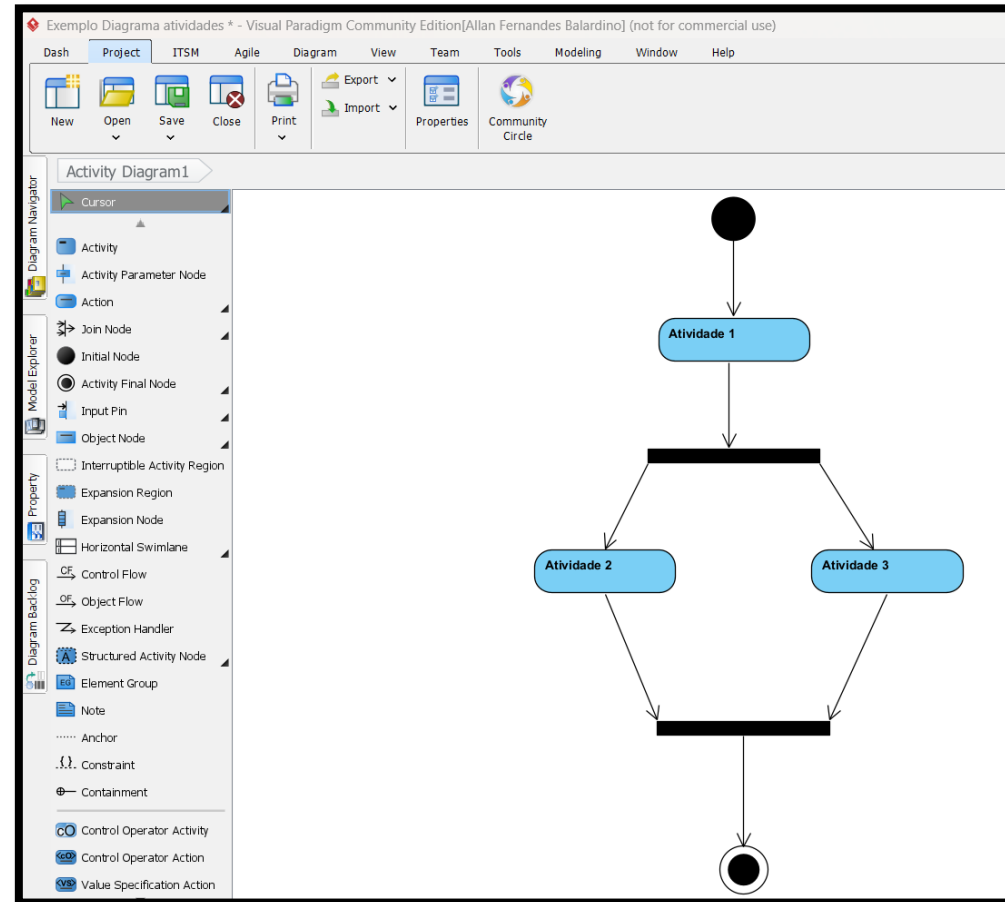 Exemplo Diagrama atividades * - Visual Paradigm Community Edition[Allan Fernandes Balardino] (not for commercial use)
Dash Project ITSM Agile Diagram View Team Tools Modeling Window Help
New
Open
Save
Close
Print
Export
Import
Properties
Community
Circle
Activity Diagram1
Diagram Navigator
Model Explorer
Property
Diagram Backlog
Cursor
Activity
Activity Parameter Node
Action
Join Node
Initial Node
Activity Final Node
Input Pin
Object Node
Interruptible Activity Region
Expansion Region
Expansion Node
Horizontal Swimlane
CF Control Flow
OF Object Flow
Exception Handler
A Structured Activity Node
EG Element Group
Note
Anchor
{} Constraint
Containment
cO Control Operator Activity
«cO» Control Operator Action
«VS» Value Specification Action
Atividade 1
Atividade 2
Atividade 3